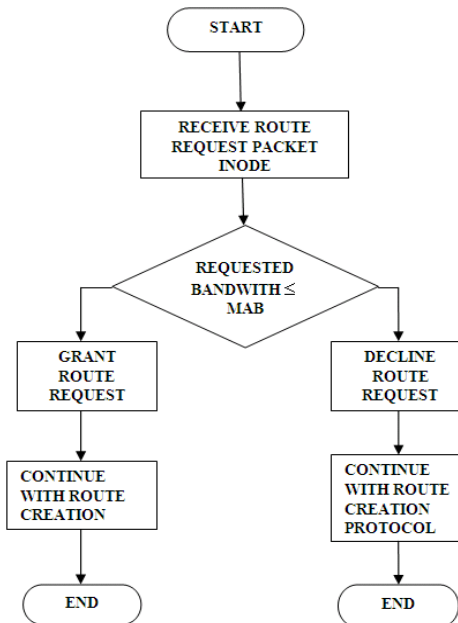 START
RECEIVE ROUTE
REQUEST PACKET
INODE
REQUESTED
BANDWITH ≤
MAB
GRANT
ROUTE
REQUEST
DECLINE
ROUTE
REQUEST
CONTINUE
WITH ROUTE
CREATION
CONTINUE
WITH ROUTE
CREATION
PROTOCOL
END
END